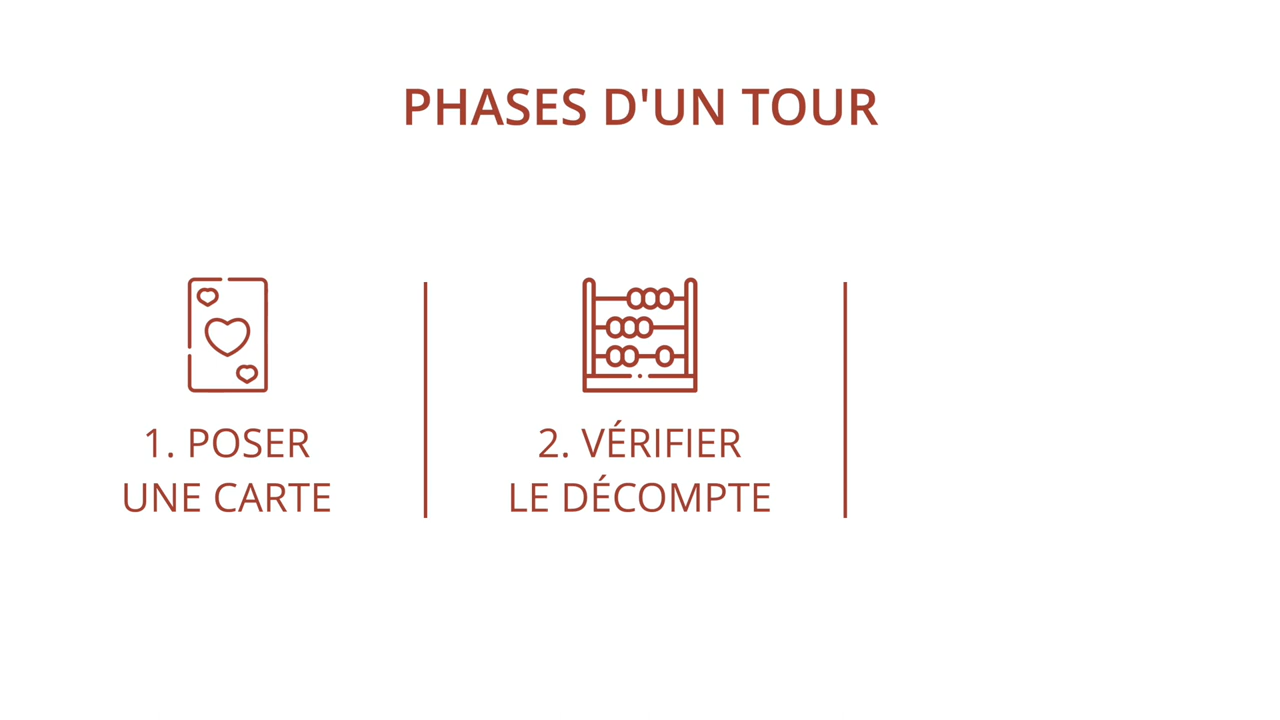 PHASES D'UN TOUR
1. POSER
UNE CARTE
2. VÉRIFIER
LE DÉCOMPTE